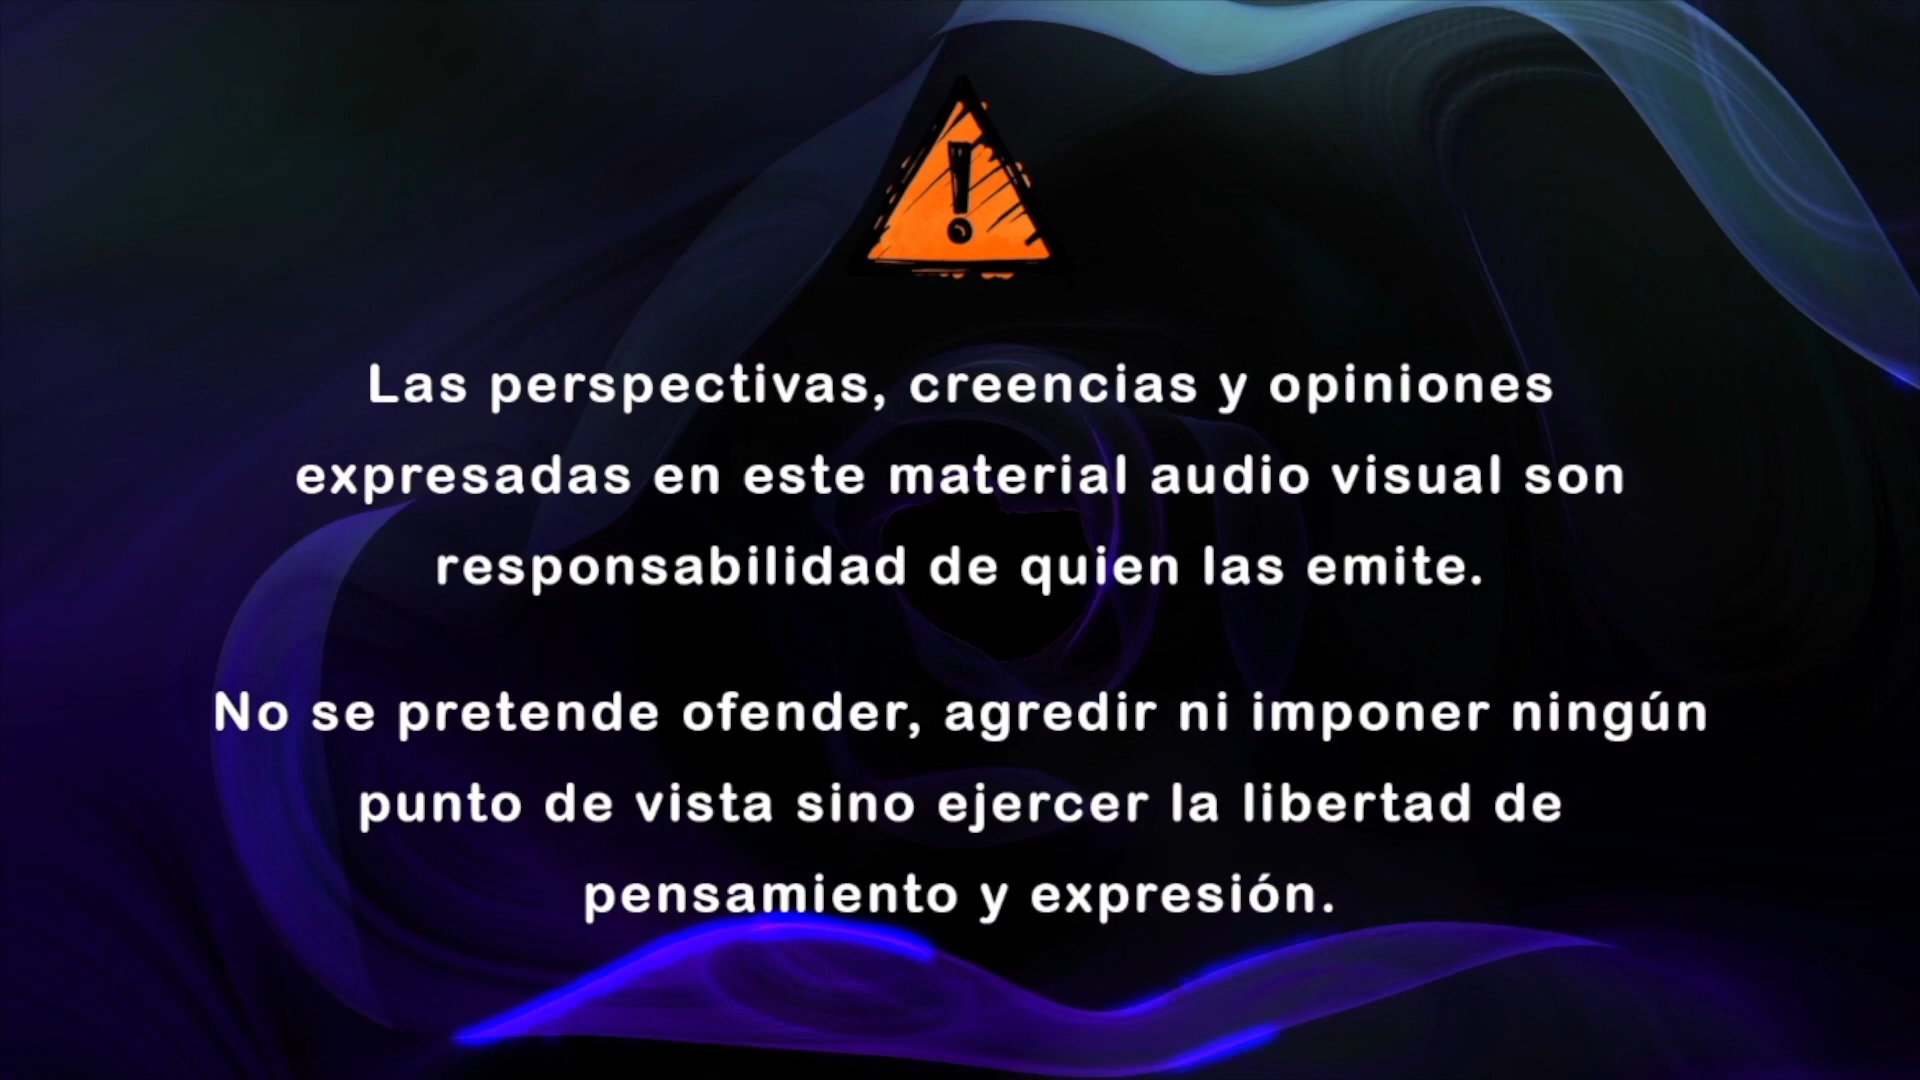 Las perspectivas, creencias y opiniones
expresadas en este material audio visual son
responsabilidad de quien las emite.
No se pretende ofender, agredir ni imponer ningún
punto de vista sino ejercer la libertad de
pensamiento y expresión.